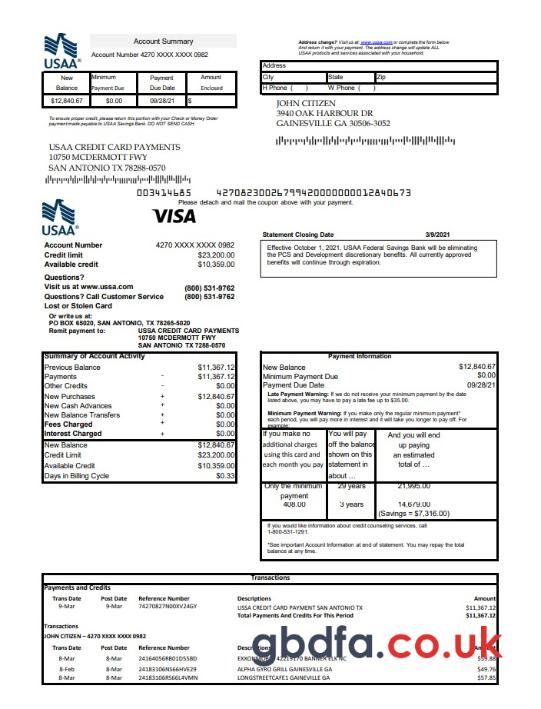 USAA®
Account Summary
Account Number 4270 XXXX XXXX 0982
New Balance Minimum Payment Due Payment Due Date Amount Enclosed
$12,840.67 $0.00 09/28/21 $
To ensure proper credit, please return this portion with your Check or Money Order
payment made payable to USAA Savings Bank. DO NOT SEND CASH
USAA CREDIT CARD PAYMENTS
10750 MCDERMOTT FWY
SAN ANTONIO TX 78288-0570
Address change? Visit us at www.usaa.com or complete the form below
And return it with your payment. The address change will update ALL
USAA products and services associated with your household.
Address
City State Zip
H Phone ( ) W Phone ( )
JOHN CITIZEN
3940 OAK HARBOUR DR
GAINESVILLE GA 30506-3052
003414685
Please detach and mail the coupon above with your payment.
USAA®
VISA
Account Number 4270 XXXX XXXX 0982
Credit limit $23,200.00
Available credit $10,359.00
Questions?
Visit us at www.ussa.com (800) 531-9762
Questions? Call Customer Service (800) 531-9762
Lost or Stolen Card
Or write us at:
PO BOX 65020, SAN ANTONIO, TX 78265-5020
Remit payment to: USSA CREDIT CARD PAYMENTS
10750 MCDERMOTT FWY
SAN ANTONIO TX 7288-0570
Statement Closing Date 3/9/2021
Effective October 1, 2021, USAA Federal Savings Bank will be eliminating
the PCS and Development discretionary benefits. All currently approved
benefits will continue through expiration.
Summary of Account Activity
Previous Balance $11,367.12
Payments - $11,367.12
Other Credits - $0.00
New Purchases + $12,840.67
New Cash Advances + $0.00
New Balance Transfers + $0.00
Fees Charged + $0.00
Interest Charged + $0.00
New Balance $12,840.67
Credit Limit $23,200.00
Available Credit $10,359.00
Days in Billing Cycle $0.33
Payment Information
New Balance $12,840.67
Minimum Payment Due $0.00
Payment Due Date 09/28/21
Late Payment Warning: If we do not receive your minimum payment by the date
listed above, you may have to pay a late fee up to $35.00.
Minimum Payment Warning: If you make only the regular minimum payment*
each period, you will pay more in interest and it will take you longer to pay off. For
example:
If you make no additional charges using this card and each month you pay
You will pay off the balance shown on this statement in about ...
And you will end up paying an estimated total of ...
Only the minimum payment 29 years 21,995.00
408.00 3 years 14,679.00
(Savings = $7,316.00)
If you would like information about credit counseling services, call
1-800-531-1291.
*See important Account Information at end of statement. You may repay the total
balance at any time.
Transactions
Payments and Credits
Trans Date Post Date Reference Number Descriptions Amount
9-Mar 9-Mar 74270827N00XV24GY USSA CREDIT CARD PAYMENT SAN ANTONIO TX $11,367.12
Total Payments And Credits For This Period $11,367.12
Transactions
JOHN CITIZEN – 4270 XXXX XXXX 0982
Trans Date Post Date Reference Number
8-Mar 8-Mar
8-Feb 8-Mar ALPHA GYRO GRILL GAINESVILLE GA $49.76
8-Mar 8-Mar LONGSTREETCAFE1 GAINESVILLE GA $57.85
gbdfa.co.uk